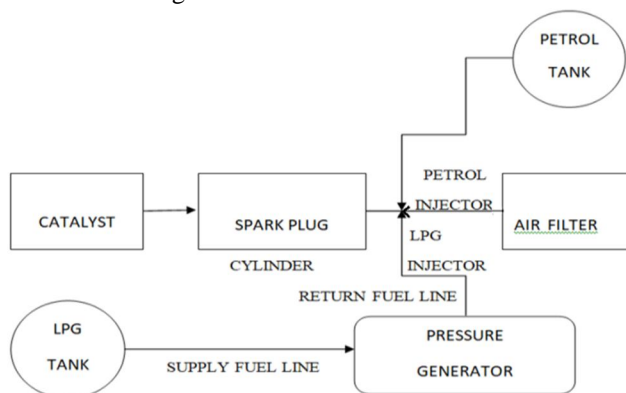 PETROL
TANK
PETROL
INJECTOR
CATALYST
SPARK PLUG
AIR FILTER
LPG
CYLINDER
INJECTOR
RETURN FUEL LINE
LPG
TANK
SUPPLY FUEL LINE
PRESSURE
GENERATOR